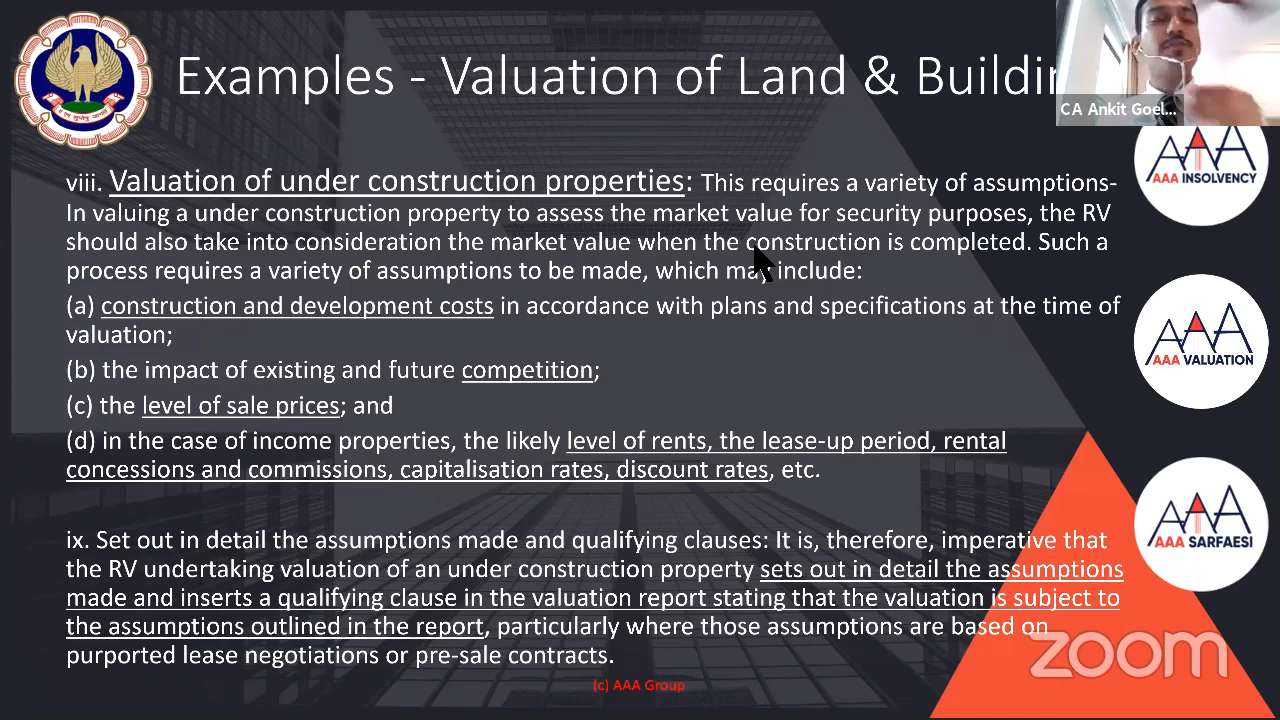 Examples - Valuation of Land & Buildin
CA Ankit Goel...
viii. Valuation of under construction properties: This requires a variety of assumptions-
In valuing a under construction property to assess the market value for security purposes, the RV
should also take into consideration the market value when the construction is completed. Such a
process requires a variety of assumptions to be made, which may include:
(a) construction and development costs in accordance with plans and specifications at the time of
valuation;
(b) the impact of existing and future competition;
(c) the level of sale prices; and
(d) in the case of income properties, the likely level of rents, the lease-up period, rental
concessions and commissions, capitalisation rates, discount rates, etc.
ix. Set out in detail the assumptions made and qualifying clauses: It is, therefore, imperative that
the RV undertaking valuation of an under construction property sets out in detail the assumptions
made and inserts a qualifying clause in the valuation report stating that the valuation is subject to
the assumptions outlined in the report, particularly where those assumptions are based on
purported lease negotiations or pre-sale contracts.
(c) AAA Group
AAA INSOLVENCY
AAA VALUATION
AAA SARFAESI
zoom